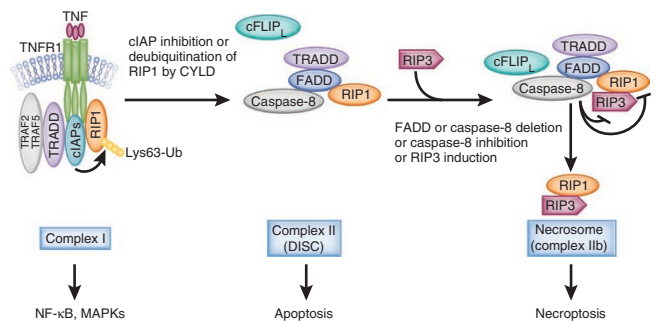 TNF
TNFR1
TRAF2
TRAF5
TRADD
cIAPs
RIP1
Lys63-Ub
cIAP inhibition or
deubiquitination of
RIP1 by CYLD
cFLIPL
TRADD
FADD
Caspase-8
RIP1
RIP3
FADD or caspase-8 deletion
or caspase-8 inhibition
or RIP3 induction
TRADD
cFLIPL
FADD
Caspase-8
RIP1
RIP3
RIP1
RIP3
Complex I
Complex II
(DISC)
Necrosome
(complex IIb)
NF-κB, MAPKs
Apoptosis
Necroptosis